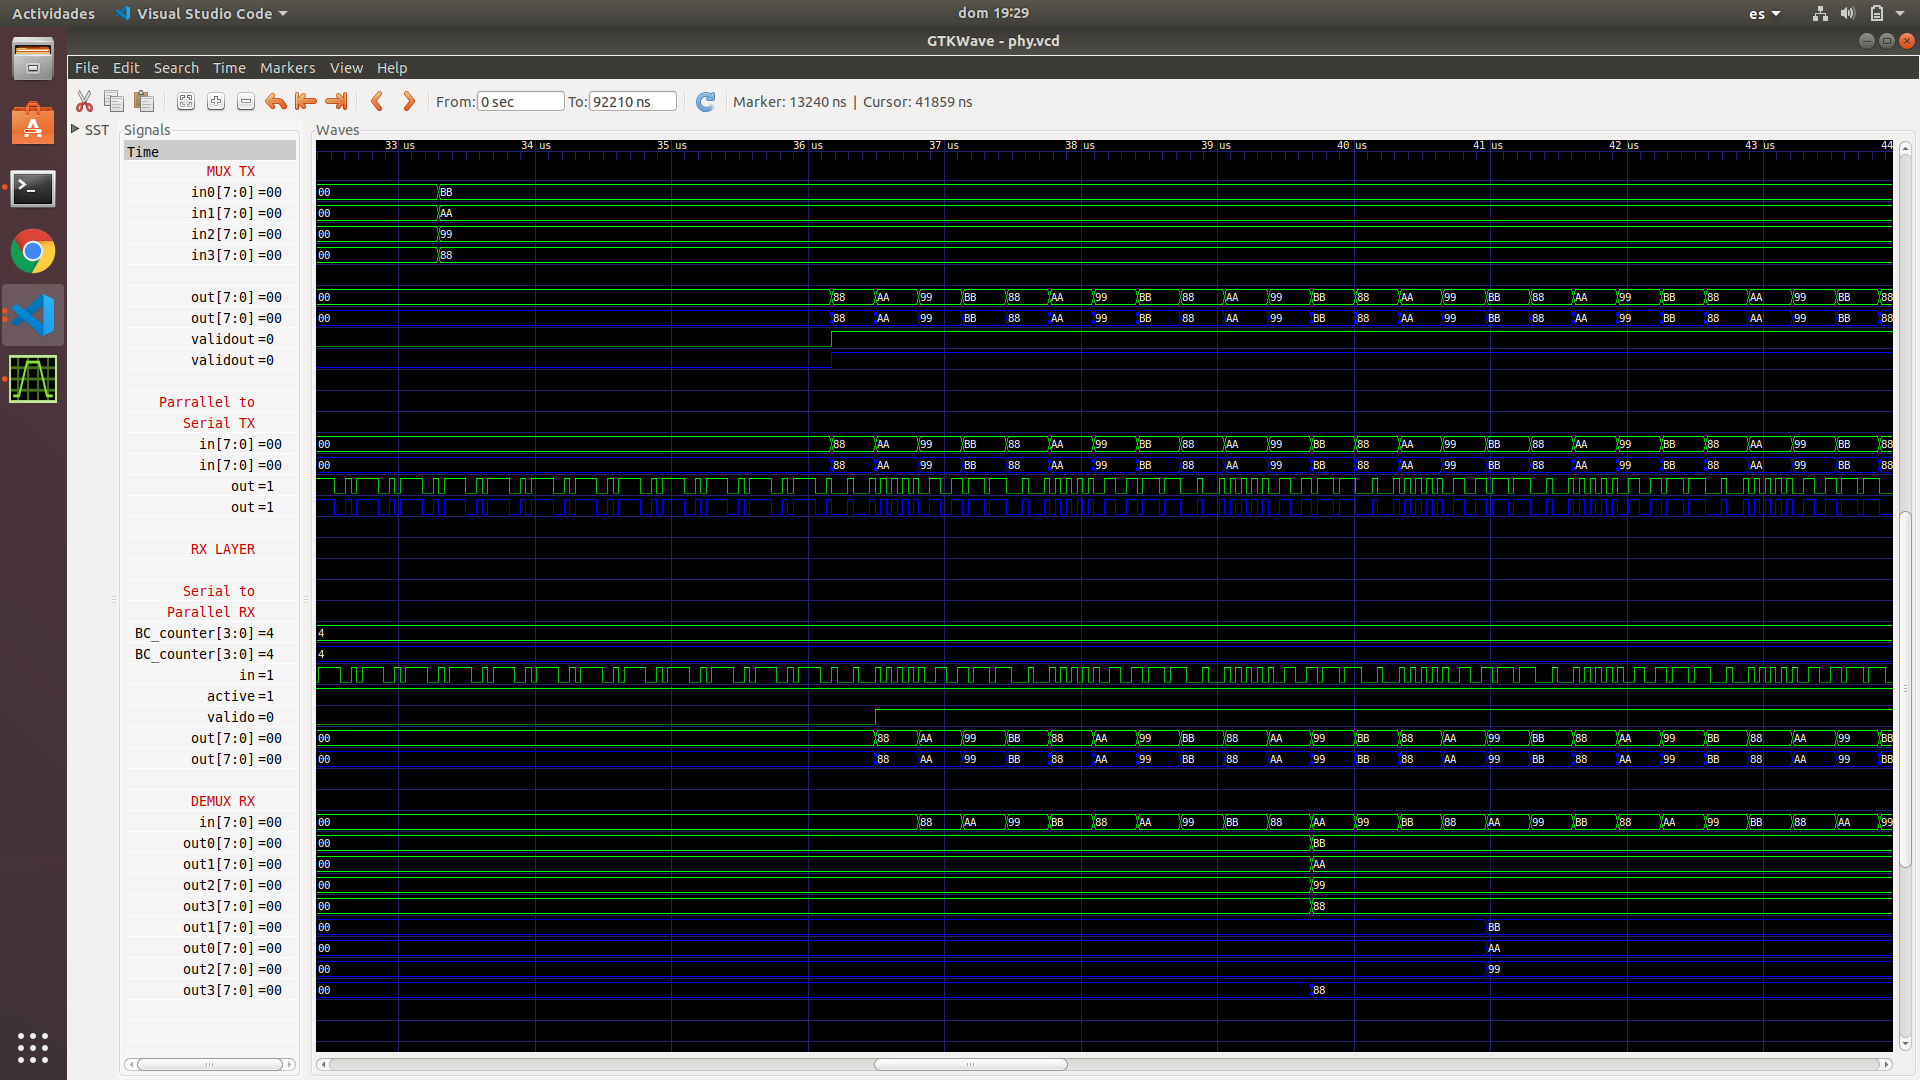 Actividades Visual Studio Code dom 19:29 es
GTKWave - phy.vcd
File Edit Search Time Markers View Help
From: 0 sec To: 92210 ns Marker: 13240 ns | Cursor: 41859 ns
SST Signals Waves
Time 33 us 34 us 35 us 36 us 37 us 38 us 39 us 40 us 41 us 42 us 43 us 44
MUX TX
in0[7:0] =00 00 BB
in1[7:0] =00 00 AA
in2[7:0] =00 00 99
in3[7:0] =00 00 88
out[7:0] =00 00 88 AA 99 BB 88 AA 99 BB 88 AA 99 BB 88 AA 99 BB 88 AA 99 BB 88 AA 99 BB 88
out[7:0] =00 00 88 AA 99 BB 88 AA 99 BB 88 AA 99 BB 88 AA 99 BB 88 AA 99 BB 88 AA 99 BB 88
validout =0
validout =0
Parrallel to
Serial TX
in[7:0] =00 00 88 AA 99 BB 88 AA 99 BB 88 AA 99 BB 88 AA 99 BB 88 AA 99 BB 88 AA 99 BB 88
in[7:0] =00 00 88 AA 99 BB 88 AA 99 BB 88 AA 99 BB 88 AA 99 BB 88 AA 99 BB 88 AA 99 BB 88
out =1
out =1
RX LAYER
Serial to
Parallel RX
BC_counter[3:0] =4 4
BC_counter[3:0] =4 4
in =1
active =1
valido =0
out[7:0] =00 00 88 AA 99 BB 88 AA 99 BB 88 AA 99 BB 88 AA 99 BB 88 AA 99 BB 88 AA 99 BB
out[7:0] =00 00 88 AA 99 BB 88 AA 99 BB 88 AA 99 BB 88 AA 99 BB 88 AA 99 BB 88 AA 99 BB
DEMUX RX
in[7:0] =00 00 88 AA 99 BB 88 AA 99 BB 88 AA 99 BB 88 AA 99 BB 88 AA 99 BB 88 AA 99
out0[7:0] =00 00 BB
out1[7:0] =00 00 AA
out2[7:0] =00 00 99
out3[7:0] =00 00 88
out1[7:0] =00 00 BB
out0[7:0] =00 00 AA
out2[7:0] =00 00 99
out3[7:0] =00 00 88